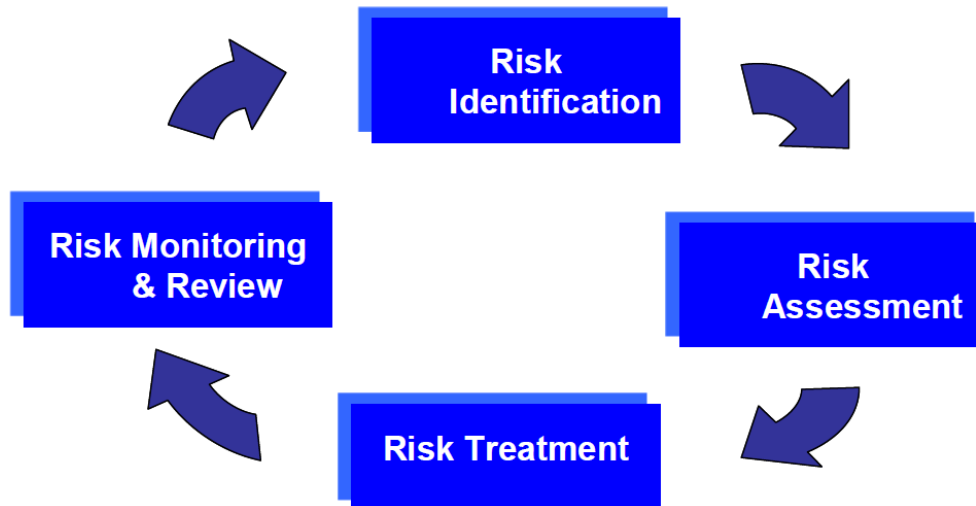 Risk
Identification
Risk Monitoring
& Review
Risk
Assessment
Risk Treatment